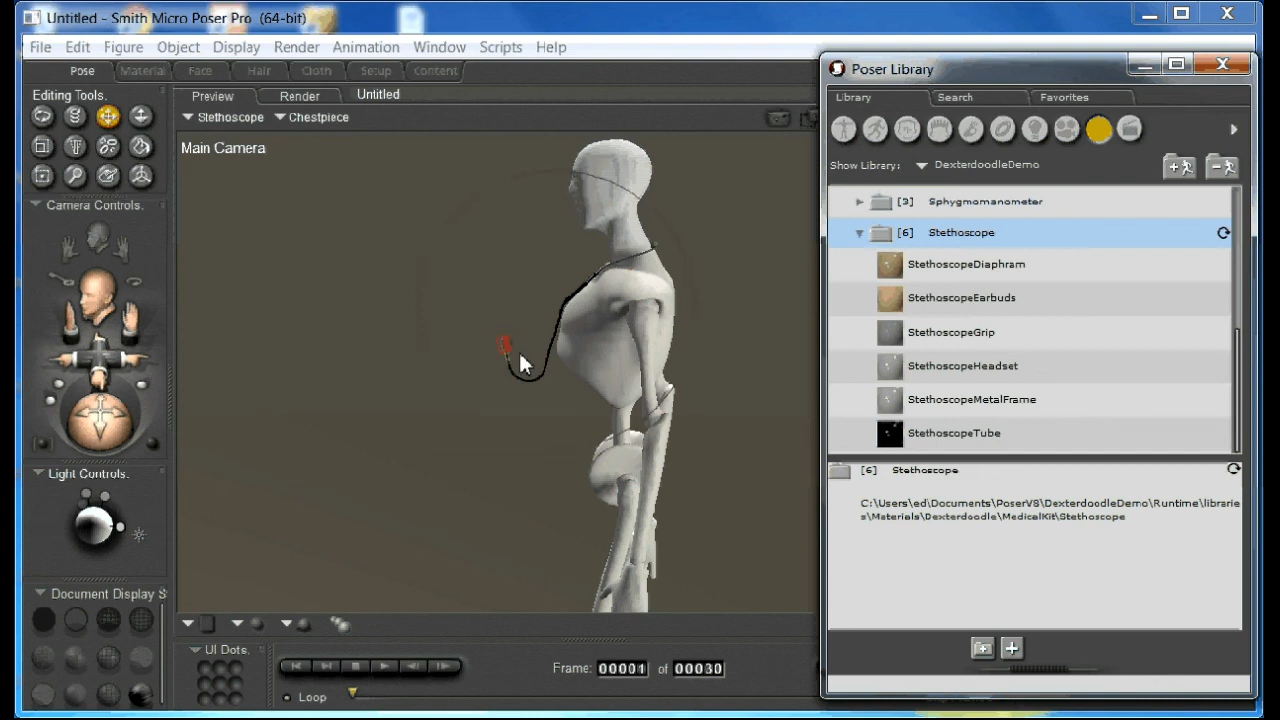 Untitled - Smith Micro Poser Pro (64-bit)
File Edit Figure Object Display Render Animation Window Scripts Help
Pose Material Face Hair Cloth Setup Content
Editing Tools.
Preview Render Untitled
Stethoscope Chestpiece
Main Camera
Camera Controls.
Light Controls.
Document Display S
UI Dots.
Frame: 00001 of 00030
Loop
Poser Library
Library Search Favorites
Show Library: DexterdoodleDemo
[3] Sphygmomanometer
[6] Stethoscope
StethoscopeDiaphram
StethoscopeEarbuds
StethoscopeGrip
StethoscopeHeadset
StethoscopeMetalFrame
StethoscopeTube
[6] Stethoscope
C:\Users\ed\Documents\PoserV8\DexterdoodleDemo\Runtime\librarie
s\Materials\Dexterdoodle\MedicalKit\Stethoscope